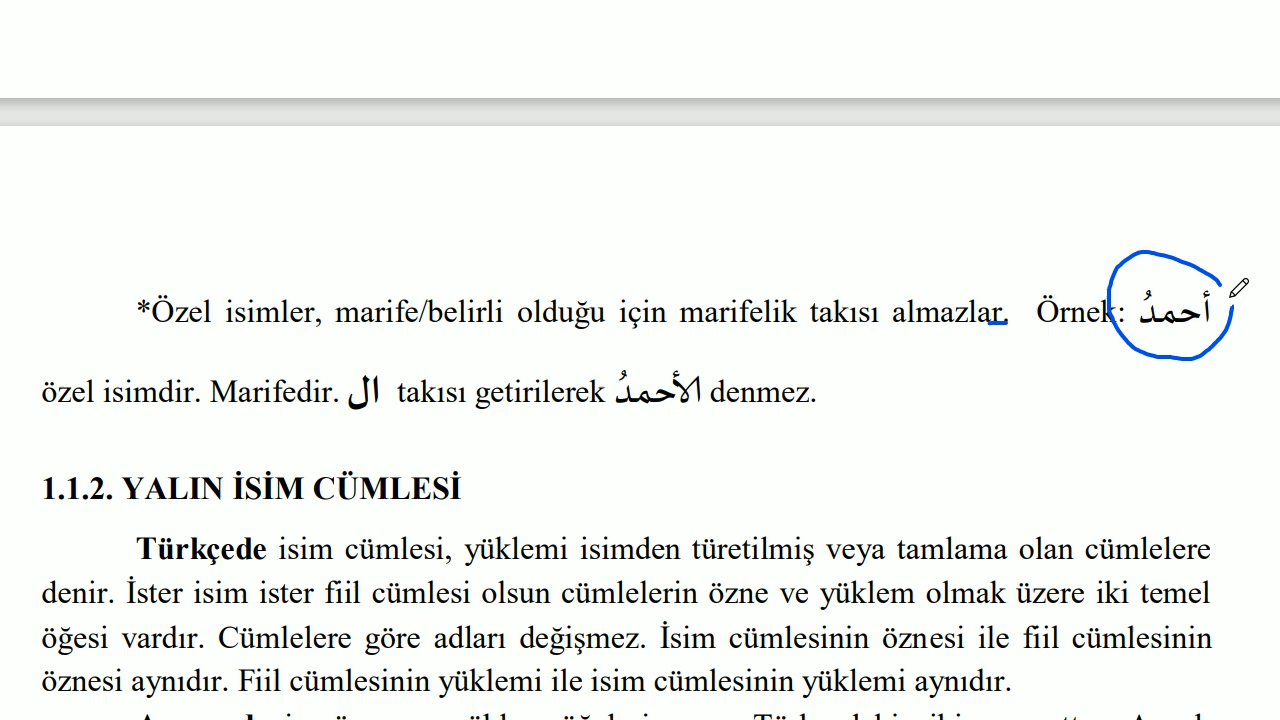 *Özel isimler, marife/belirli olduğu için marifelik takısı almazlar. Örnek: أحمدُ
özel isimdir. Marifedir. ال takısı getirilerek الأحمدُ denmez.
1.1.2. YALIN İSİM CÜMLESİ
Türkçede isim cümlesi, yüklemi isimden türetilmiş veya tamlama olan cümlelere
denir. İster isim ister fiil cümlesi olsun cümlelerin özne ve yüklem olmak üzere iki temel
öğesi vardır. Cümlelere göre adları değişmez. İsim cümlesinin öznesi ile fiil cümlesinin
öznesi aynıdır. Fiil cümlesinin yüklemi ile isim cümlesinin yüklemi aynıdır.